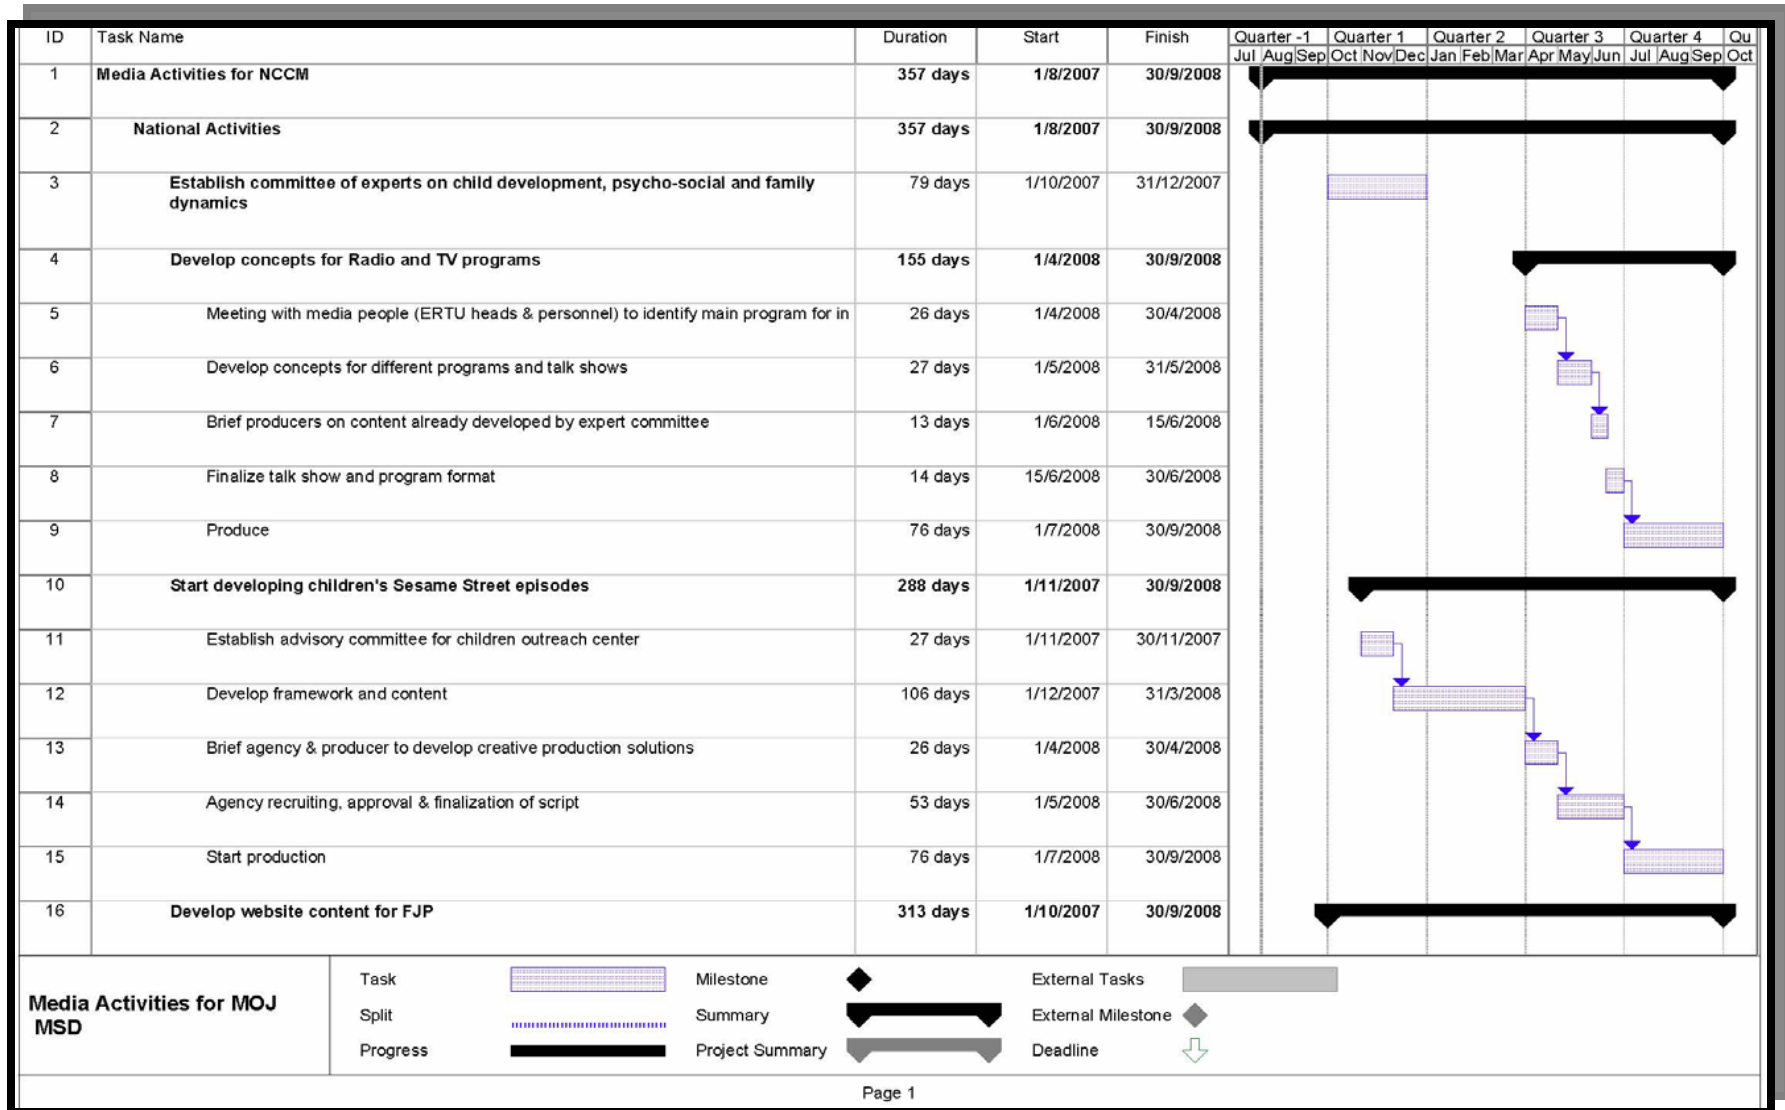 ID Task Name Duration Start Finish Quarter -1 Quarter 1 Quarter 2 Quarter 3 Quarter 4 Qu
Jul Aug Sep Oct Nov Dec Jan Feb Mar Apr May Jun Jul Aug Sep Oct
1 Media Activities for NCCM 357 days 1/8/2007 30/9/2008
2 National Activities 357 days 1/8/2007 30/9/2008
3 Establish committee of experts on child development, psycho-social and family 79 days 1/10/2007 31/12/2007
dynamics
4 Develop concepts for Radio and TV programs 155 days 1/4/2008 30/9/2008
5 Meeting with media people (ERTU heads & personnel) to identify main program for in 26 days 1/4/2008 30/4/2008
6 Develop concepts for different programs and talk shows 27 days 1/5/2008 31/5/2008
7 Brief producers on content already developed by expert committee 13 days 1/6/2008 15/6/2008
8 Finalize talk show and program format 14 days 15/6/2008 30/6/2008
9 Produce 76 days 1/7/2008 30/9/2008
10 Start developing children's Sesame Street episodes 288 days 1/11/2007 30/9/2008
11 Establish advisory committee for children outreach center 27 days 1/11/2007 30/11/2007
12 Develop framework and content 106 days 1/12/2007 31/3/2008
13 Brief agency & producer to develop creative production solutions 26 days 1/4/2008 30/4/2008
14 Agency recruiting, approval & finalization of script 53 days 1/5/2008 30/6/2008
15 Start production 76 days 1/7/2008 30/9/2008
16 Develop website content for FJP 313 days 1/10/2007 30/9/2008
Media Activities for MOJ
MSD
Task Milestone External Tasks
Split Summary External Milestone
Progress Project Summary Deadline
Page 1